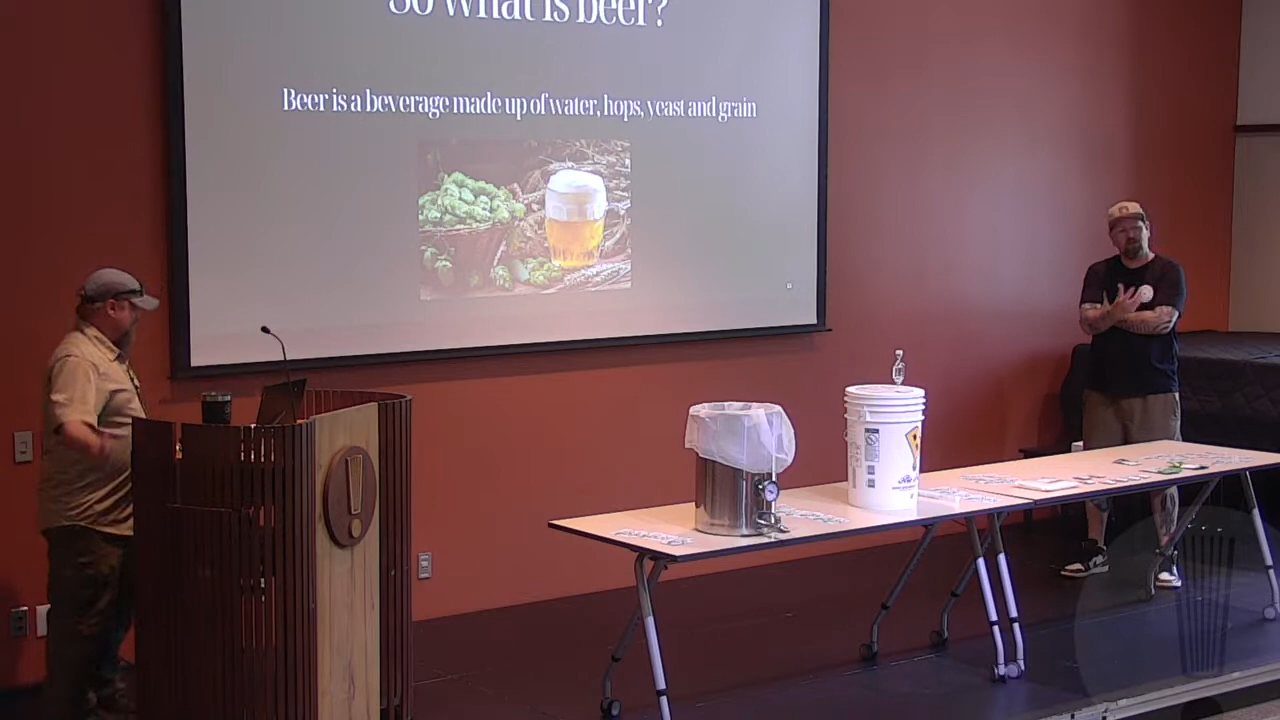 So what is beer?
Beer is a beverage made up of water, hops, yeast and grain